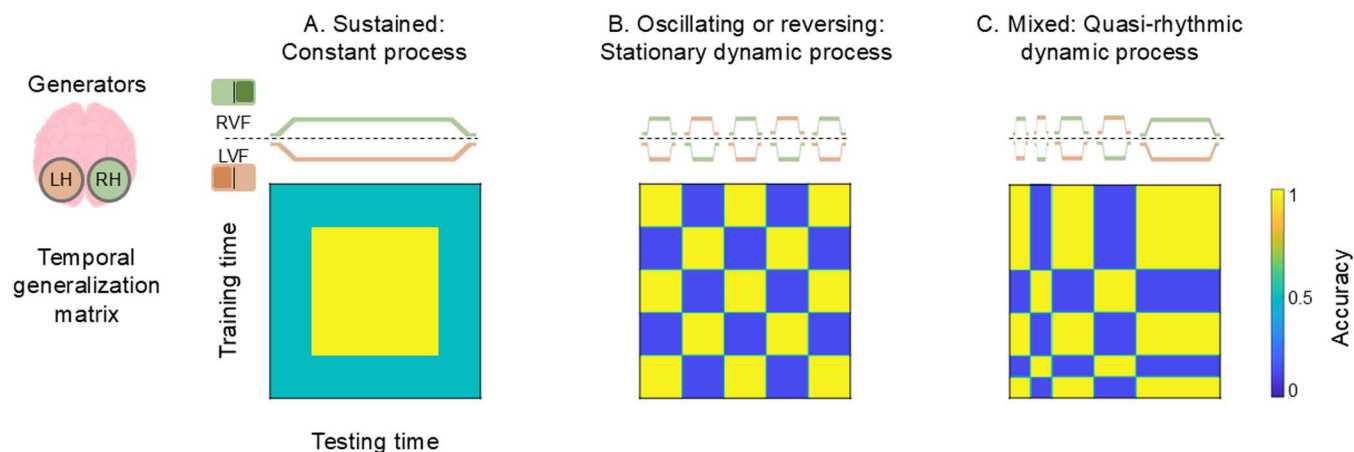 A. Sustained:
Constant process
B. Oscillating or reversing:
Stationary dynamic process
C. Mixed: Quasi-rhythmic
dynamic process
Generators
LH
RH
RVF
LVF
Temporal
generalization
matrix
Training time
Testing time
1
0.5
0
Accuracy